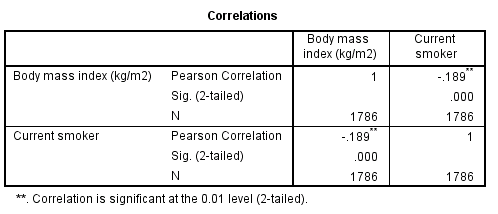 Correlations
Body mass index (kg/m2) Current smoker
Body mass index (kg/m2) Pearson Correlation 1 -.189**
Sig. (2-tailed) .000
N 1786 1786
Current smoker Pearson Correlation -.189** 1
Sig. (2-tailed) .000
N 1786 1786
**. Correlation is significant at the 0.01 level (2-tailed).